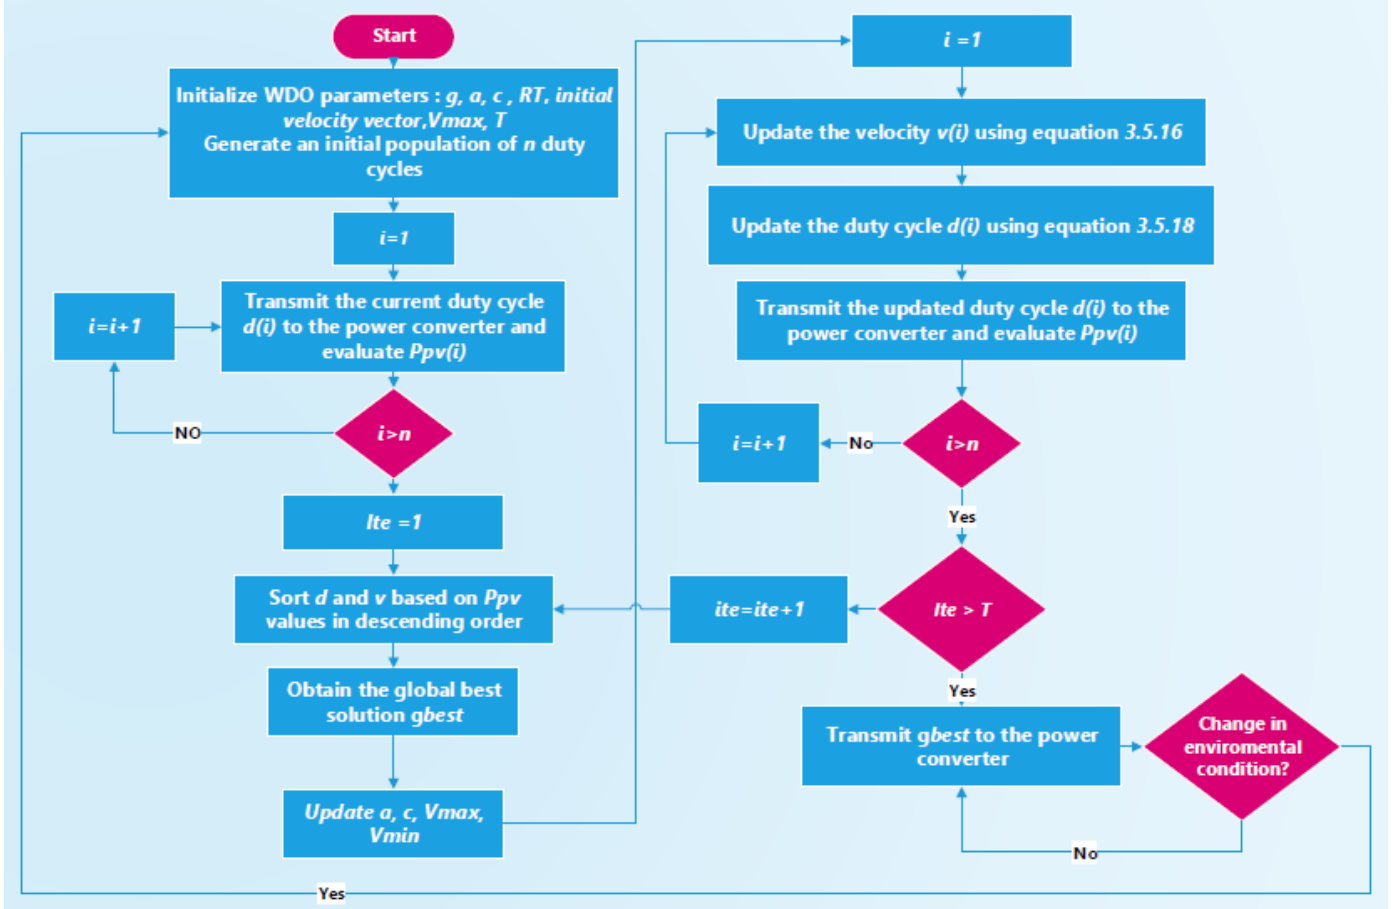 Start
Initialize WDO parameters : g, a, c , RT, initial
velocity vector,Vmax, T
Generate an initial population of n duty
cycles
i=1
Transmit the current duty cycle
d(i) to the power converter and
evaluate Ppv(i)
i=i+1
i>n
NO
Ite =1
Sort d and v based on Ppv
values in descending order
Obtain the global best
solution gbest
Update a, c, Vmax,
Vmin
i =1
Update the velocity v(i) using equation 3.5.16
Update the duty cycle d(i) using equation 3.5.18
Transmit the updated duty cycle d(i) to the
power converter and evaluate Ppv(i)
i>n
No
i=i+1
Yes
Ite > T
ite=ite+1
Yes
Transmit gbest to the power
converter
Change in
enviromental
condition?
No
Yes